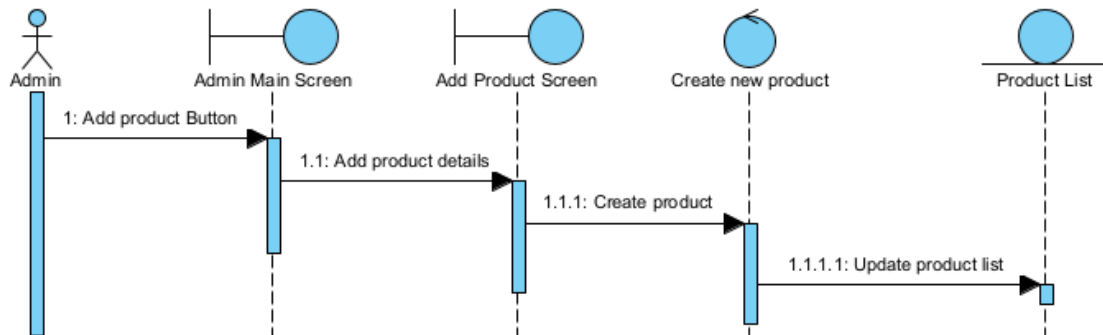 Admin
Admin Main Screen
Add Product Screen
Create new product
Product List
1: Add product Button
1.1: Add product details
1.1.1: Create product
1.1.1.1: Update product list